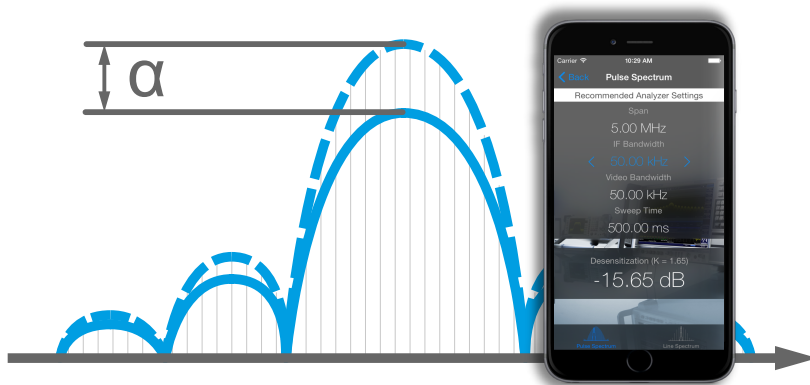 α
Carrier 10:29 AM
Back Pulse Spectrum
Recommended Analyzer Settings
Span
5.00 MHz
IF Bandwidth
50.00 kHz
Video Bandwidth
50.00 kHz
Sweep Time
500.00 ms
Desensitization (K = 1.65)
-15.65 dB
Pulse Spectrum Line Spectrum